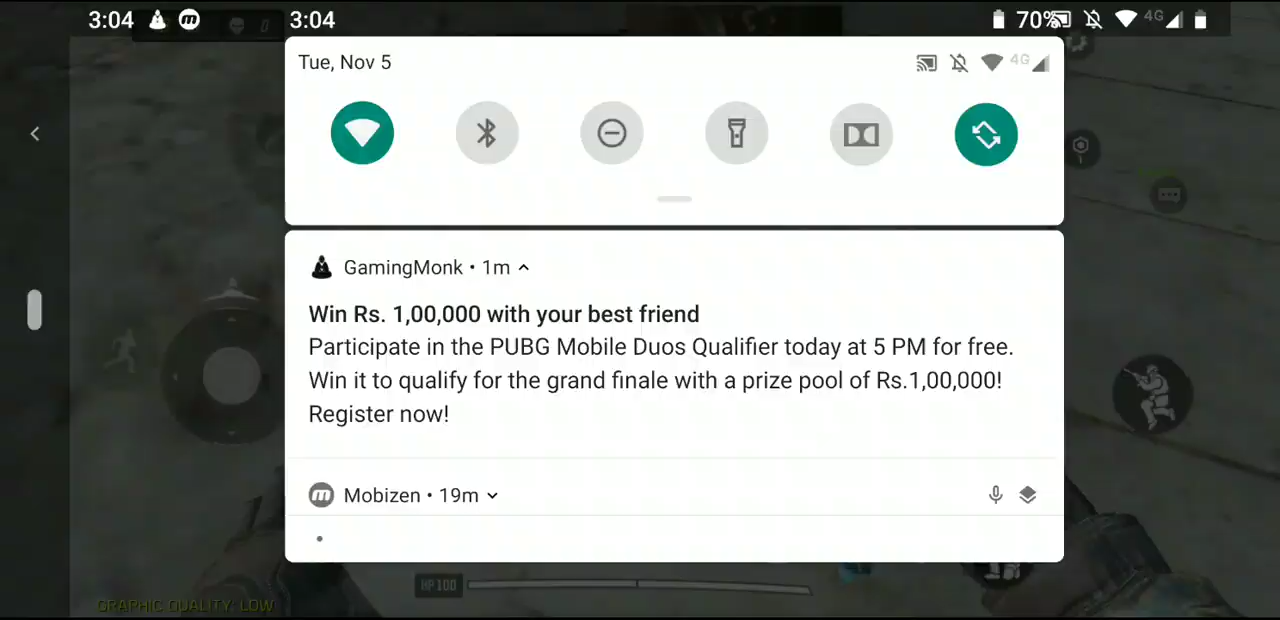 3:04
3:04
70%
4G
Tue, Nov 5
4G
GamingMonk • 1m
Win Rs. 1,00,000 with your best friend
Participate in the PUBG Mobile Duos Qualifier today at 5 PM for free.
Win it to qualify for the grand finale with a prize pool of Rs.1,00,000!
Register now!
m Mobizen • 19m
HP100
GRAPHIC QUALITY: LOW